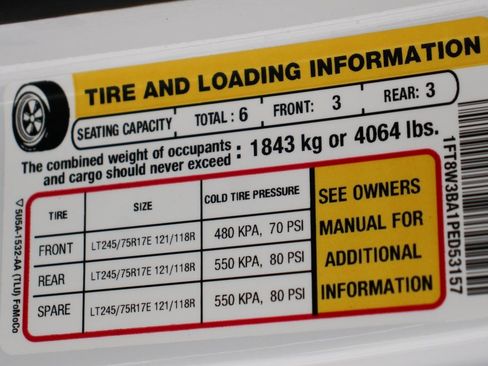 TIRE AND LOADING INFORMATION
SEATING CAPACITY TOTAL : 6 FRONT: 3 REAR: 3
The combined weight of occupants
and cargo should never exceed : 1843 kg or 4064 lbs.
TIRE SIZE COLD TIRE PRESSURE
FRONT LT245/75R17E 121/118R 480 KPA, 70 PSI
REAR LT245/75R17E 121/118R 550 KPA, 80 PSI
SPARE LT245/75R17E 121/118R 550 KPA, 80 PSI
SEE OWNERS
MANUAL FOR
ADDITIONAL
INFORMATION
5U5A-1532-AA (TLU) FoMoCo
1FT8W3BA11PED53157